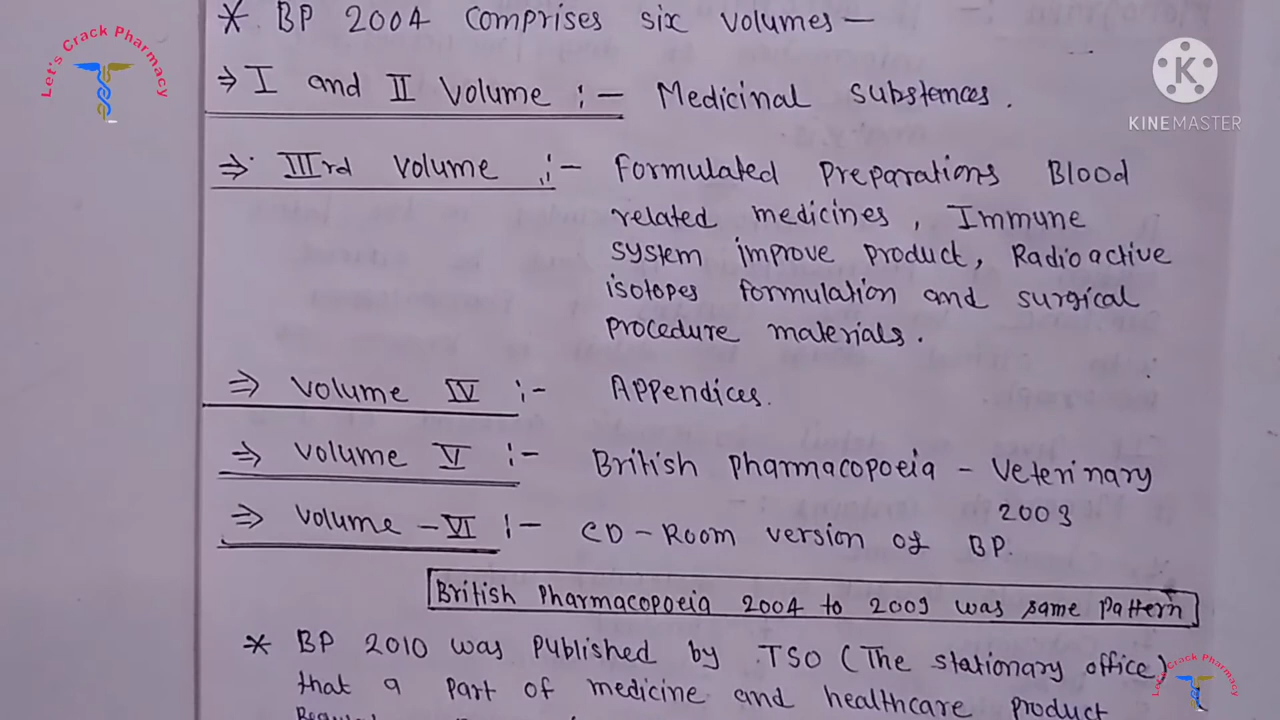 * BP 2004 comprises six volumes —
Let's Crack Pharmacy
K
KINEMASTER
⇒ I and II Volume :— Medicinal substances.
⇒ IIIrd Volume :— Formulated Preparations Blood
related medicines, Immune
system improve product, Radioactive
isotopes formulation and surgical
procedure materials.
⇒ Volume IV :- Appendices.
⇒ Volume V :- British Pharmacopoeia - Veterinary
2003
⇒ Volume - VI :- CD-Room version of BP.
British Pharmacopoeia 2004 to 2009 was same Pattern
* BP 2010 was published by TSO (The stationary office)
that a part of medicine and healthcare product
Let's Crack Pharmacy